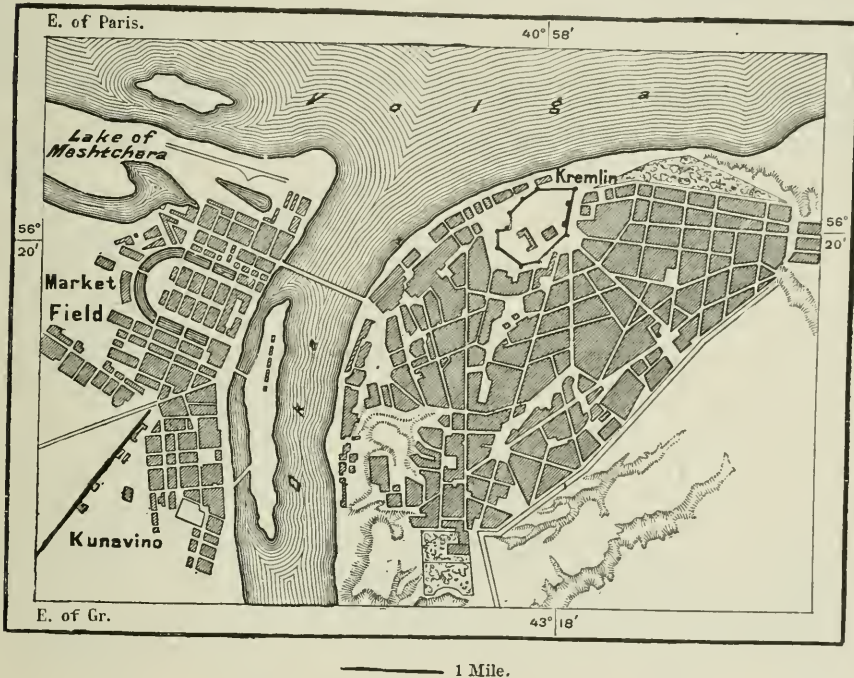 E. of Paris.
40° 58'
Volga
Lake of
Meshtchera
Kremlin
56°
20'
56°
20'
Market
Field
Oka
Kunavino
E. of Gr.
43° 18'
1 Mile.